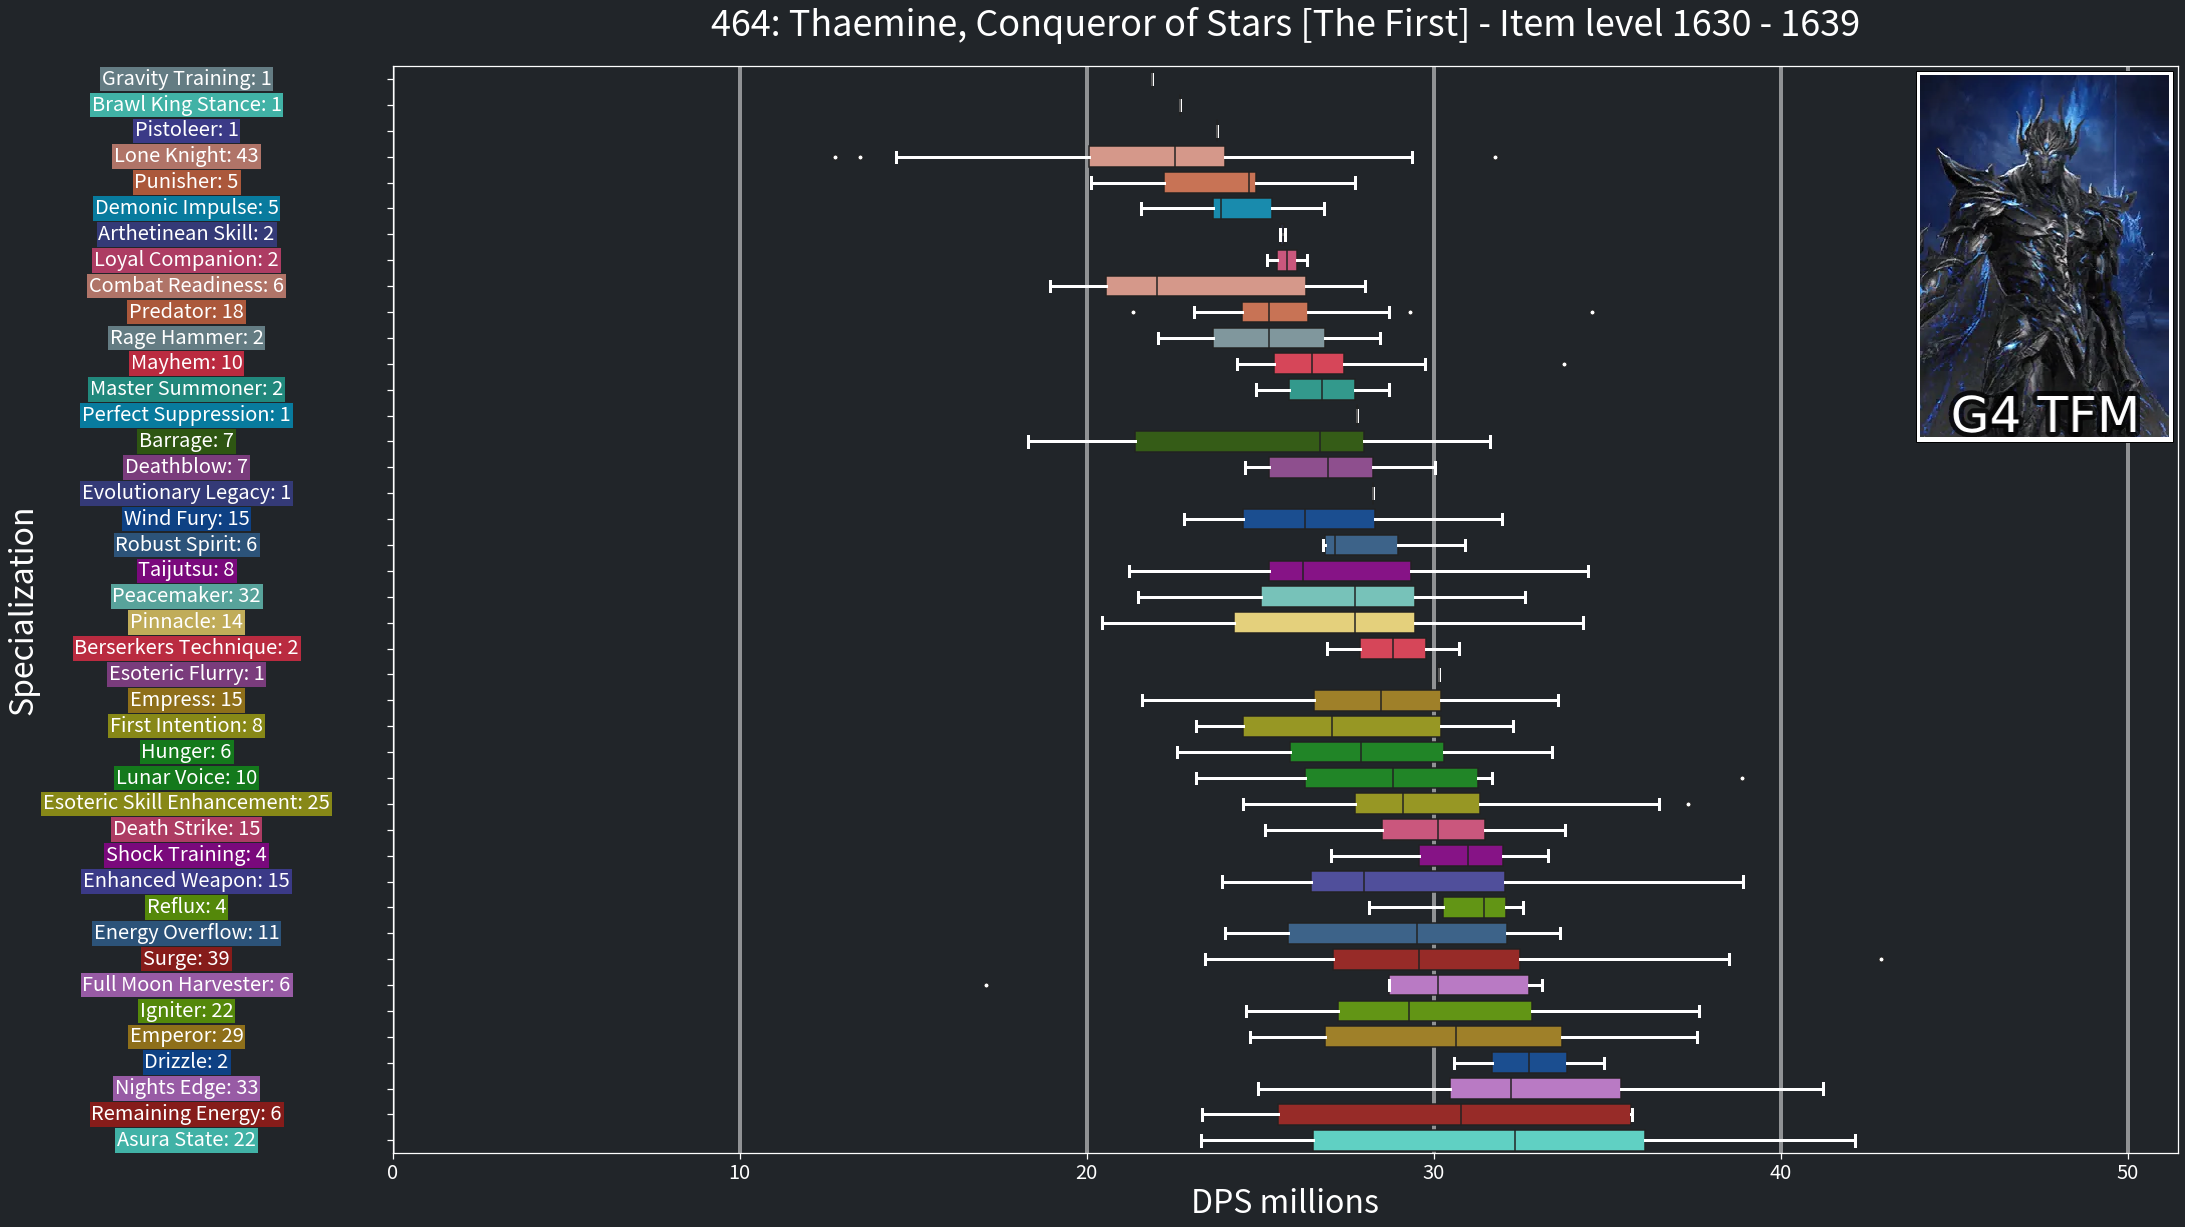 464: Thaemine, Conqueror of Stars [The First] - Item level 1630 - 1639
Specialization
Gravity Training: 1
Brawl King Stance: 1
Pistoleer: 1
Lone Knight: 43
Punisher: 5
Demonic Impulse: 5
Arthetinean Skill: 2
Loyal Companion: 2
Combat Readiness: 6
Predator: 18
Rage Hammer: 2
Mayhem: 10
Master Summoner: 2
Perfect Suppression: 1
Barrage: 7
Deathblow: 7
Evolutionary Legacy: 1
Wind Fury: 15
Robust Spirit: 6
Taijutsu: 8
Peacemaker: 32
Pinnacle: 14
Berserkers Technique: 2
Esoteric Flurry: 1
Empress: 15
First Intention: 8
Hunger: 6
Lunar Voice: 10
Esoteric Skill Enhancement: 25
Death Strike: 15
Shock Training: 4
Enhanced Weapon: 15
Reflux: 4
Energy Overflow: 11
Surge: 39
Full Moon Harvester: 6
Igniter: 22
Emperor: 29
Drizzle: 2
Nights Edge: 33
Remaining Energy: 6
Asura State: 22
G4 TFM
0 10 20 30 40 50
DPS millions